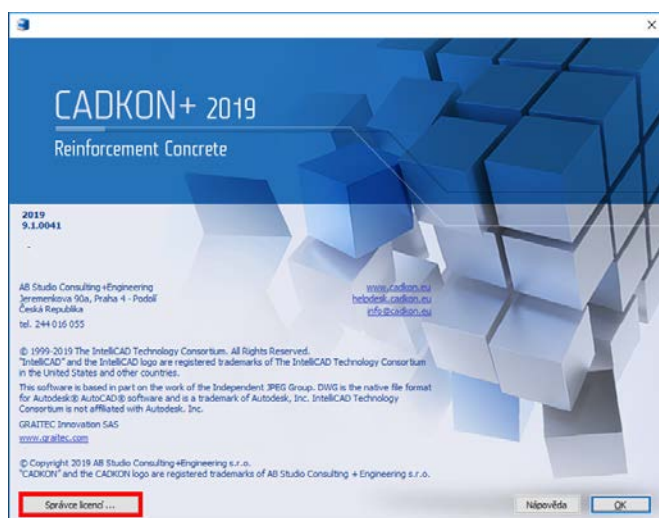 CADKON+ 2019
Reinforcement Concrete
2019
9.1.0041
AB Studio Consulting+Engineering
Jeremenkova 90a, Praha 4 - Podolí
Česká Republika
tel. 244 016 055
www.cadkon.eu
helpdesk.cadkon.eu
info@cadkon.eu
© 1999-2019 The IntelliCAD Technology Consortium. All Rights Reserved.
"IntelliCAD" and the IntelliCAD logo are registered trademarks of The IntelliCAD Technology Consortium
in the United States and other countries.
This software is based in part on the work of the Independent JPEG Group. DWG is the native file format
for Autodesk® AutoCAD® software and is a trademark of Autodesk, Inc. IntelliCAD Technology
Consortium is not affiliated with Autodesk. Inc.
GRAITEC Innovation SAS
www.graitec.com
© Copyright 2019 AB Studio Consulting+Engineering s.r.o.
"CADKON" and the CADKON logo are registered trademarks of AB Studio Consulting + Engineering s.r.o.
Správce licencí ...
Nápověda
OK